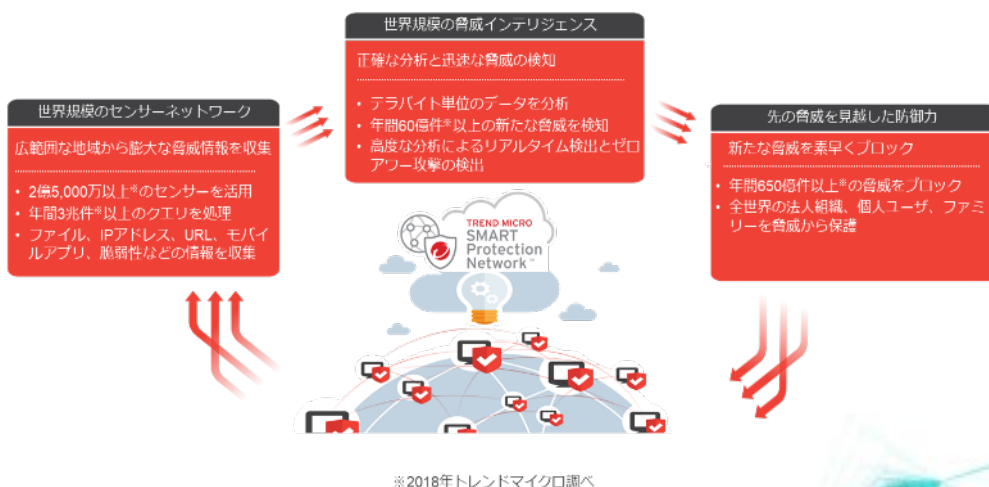 世界規模の脅威インテリジェンス
正確な分析と迅速な脅威の検知
・ テラバイト単位のデータを分析
・ 年間60億件※以上の新たな脅威を検知
・ 高度な分析によるリアルタイム検出とゼロ
アワー攻撃の検出
世界規模のセンサーネットワーク
広範囲な地域から膨大な脅威情報を収集
・ 2億5,000万以上※のセンサーを活用
・ 年間3兆件※以上のクエリを処理
・ ファイル、IPアドレス、URL、モバイ
ルアプリ、脆弱性などの情報を収集
先の脅威を見越した防御力
新たな脅威を素早くブロック
・ 年間650億件以上※の脅威をブロック
・ 全世界の法人組織、個人ユーザ、ファミ
リーを脅威から保護
TREND MICRO
SMART
Protection
Network™
※2018年トレンドマイクロ調べ